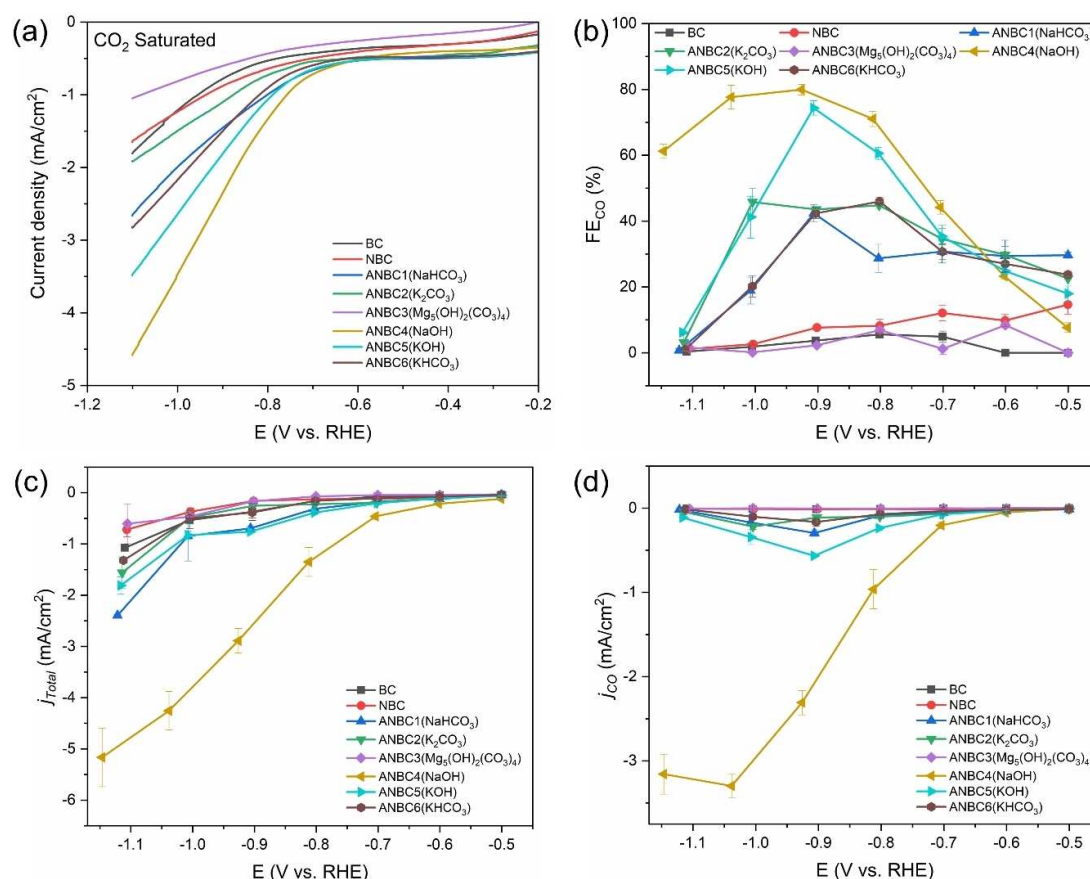 (a)
CO₂ Saturated
Current density (mA/cm²)
0
-1
-2
-3
-4
-5
BC
NBC
ANBC1(NaHCO₃)
ANBC2(K₂CO₃)
ANBC3(Mg₅(OH)₂(CO₃)₄)
ANBC4(NaOH)
ANBC5(KOH)
ANBC6(KHCO₃)
-1.2 -1.0 -0.8 -0.6 -0.4 -0.2
E (V vs. RHE)
(b)
BC NBC ANBC1(NaHCO₃
ANBC2(K₂CO₃) ANBC3(Mg₅(OH)₂(CO₃)₄) ANBC4(NaOH)
ANBC5(KOH) ANBC6(KHCO₃)
FE_CO (%)
100
80
60
40
20
0
-1.1 -1.0 -0.9 -0.8 -0.7 -0.6 -0.5
E (V vs. RHE)
(c)
j_Total (mA/cm²)
0
-1
-2
-3
-4
-5
-6
BC
NBC
ANBC1(NaHCO₃)
ANBC2(K₂CO₃)
ANBC3(Mg₅(OH)₂(CO₃)₄)
ANBC4(NaOH)
ANBC5(KOH)
ANBC6(KHCO₃)
-1.1 -1.0 -0.9 -0.8 -0.7 -0.6 -0.5
E (V vs. RHE)
(d)
j_CO (mA/cm²)
0
-1
-2
-3
BC
NBC
ANBC1(NaHCO₃)
ANBC2(K₂CO₃)
ANBC3(Mg₅(OH)₂(CO₃)₄
ANBC4(NaOH)
ANBC5(KOH)
ANBC6(KHCO₃)
-1.1 -1.0 -0.9 -0.8 -0.7 -0.6 -0.5
E (V vs. RHE)